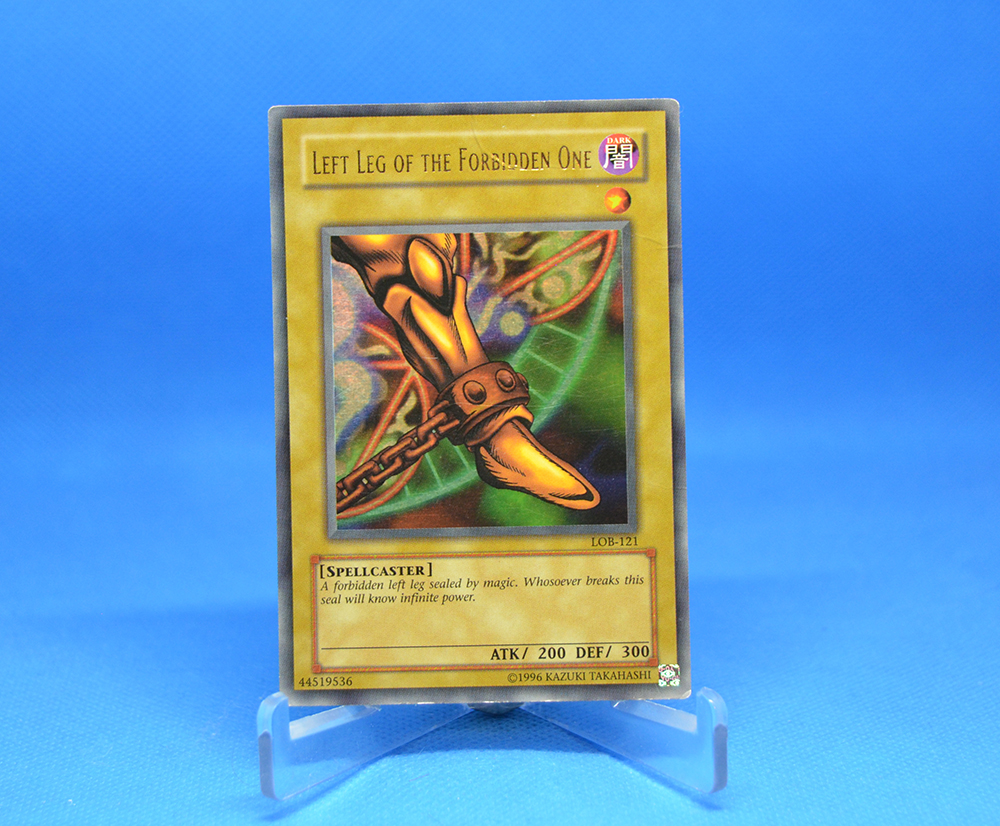 LEFT LEG OF THE FORBIDDEN ONE
DARK
闇
LOB-121
[SPELLCASTER]
A forbidden left leg sealed by magic. Whosoever breaks this
seal will know infinite power.
ATK/ 200 DEF/ 300
44519536
©1996 KAZUKI TAKAHASHI